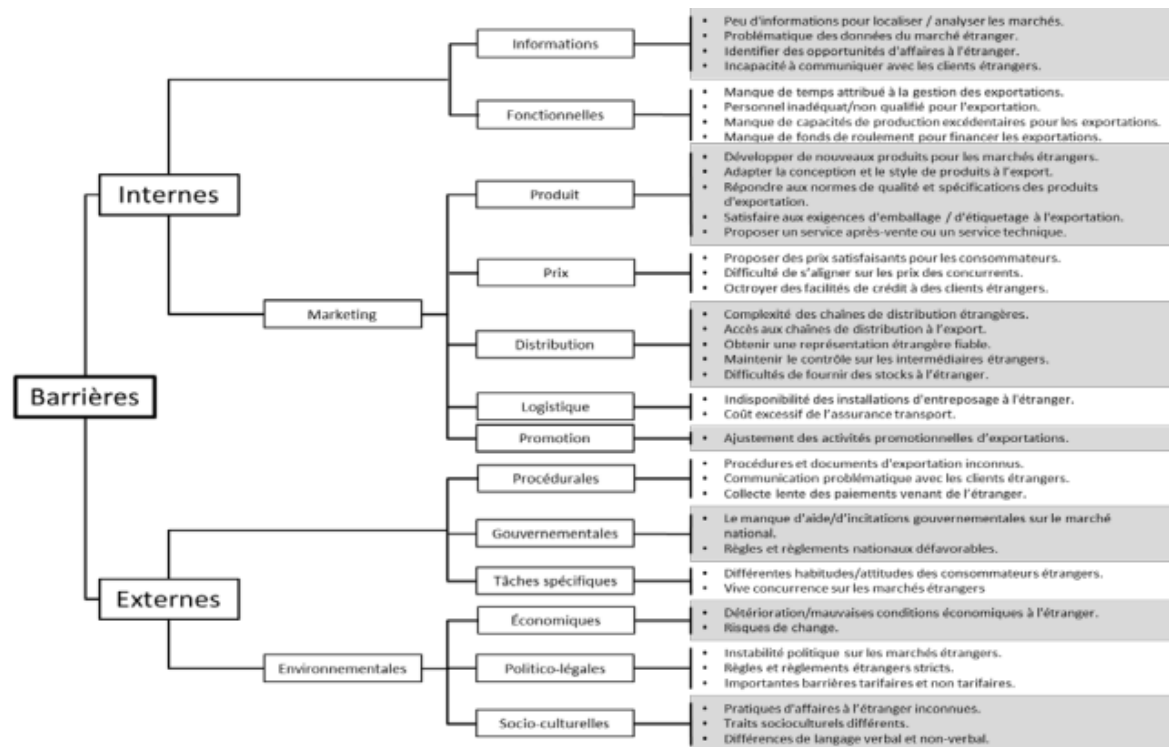 Barrières
Internes
Informations
• Peu d'informations pour localiser / analyser les marchés.
• Problématique des données du marché étranger.
• Identifier des opportunités d'affaires à l'étranger.
• Incapacité à communiquer avec les clients étrangers.
Fonctionnelles
• Manque de temps attribué à la gestion des exportations.
• Personnel inadéquat/non qualifié pour l'exportation.
• Manque de capacités de production excédentaires pour les exportations.
• Manque de fonds de roulement pour financer les exportations.
Marketing
Produit
• Développer de nouveaux produits pour les marchés étrangers.
• Adapter la conception et le style de produits à l'export.
• Répondre aux normes de qualité et spécifications des produits
d'exportation.
• Satisfaire aux exigences d'emballage / d'étiquetage à l'exportation.
• Proposer un service après-vente ou un service technique.
Prix
• Proposer des prix satisfaisants pour les consommateurs.
• Difficulté de s'aligner sur les prix des concurrents.
• Octroyer des facilités de crédit à des clients étrangers.
Distribution
• Complexité des chaînes de distribution étrangères.
• Accès aux chaînes de distribution à l'export.
• Obtenir une représentation étrangère fiable.
• Maintenir le contrôle sur les intermédiaires étrangers.
• Difficultés de fournir des stocks à l'étranger.
Logistique
• Indisponibilité des installations d'entreposage à l'étranger.
• Coût excessif de l'assurance transport.
Promotion
• Ajustement des activités promotionnelles d'exportations.
Externes
Procédurales
• Procédures et documents d'exportation inconnus.
• Communication problématique avec les clients étrangers.
• Collecte lente des paiements venant de l'étranger.
Gouvernementales
• Le manque d'aide/d'incitations gouvernementales sur le marché
national.
• Règles et règlements nationaux défavorables.
Tâches spécifiques
• Différentes habitudes/attitudes des consommateurs étrangers.
• Vive concurrence sur les marchés étrangers
Environnementales
Économiques
• Détérioration/mauvaises conditions économiques à l'étranger.
• Risques de change.
Politico-légales
• Instabilité politique sur les marchés étrangers.
• Règles et règlements étrangers stricts.
• Importantes barrières tarifaires et non tarifaires.
Socio-culturelles
• Pratiques d'affaires à l'étranger inconnues.
• Traits socioculturels différents.
• Différences de langage verbal et non-verbal.